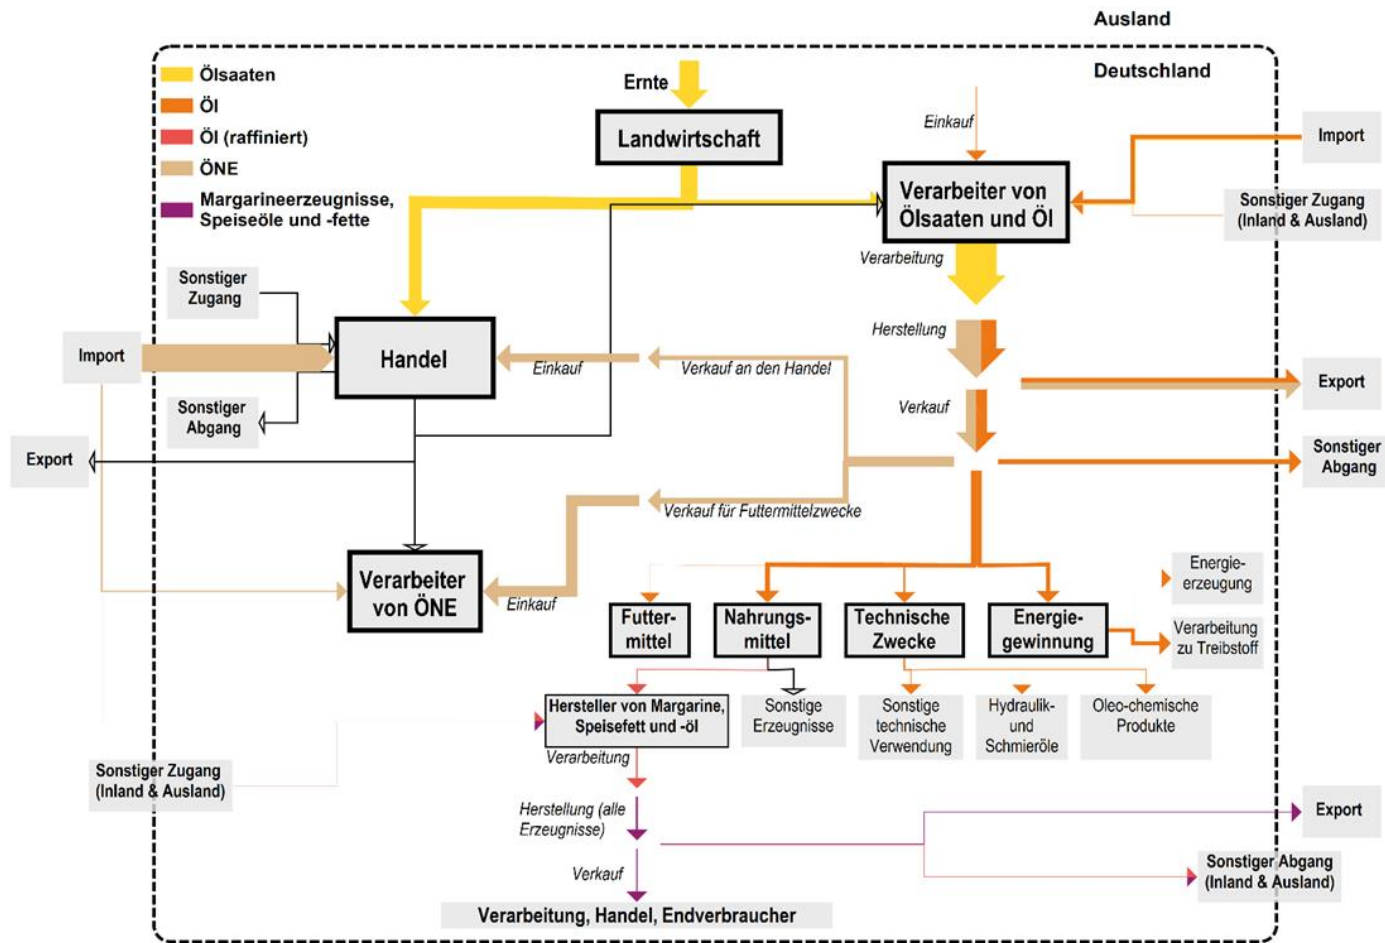 Ausland
Deutschland
Ölsaaten
Öl
Öl (raffiniert)
ÖNE
Margarineerzeugnisse,
Speiseöle und -fette
Ernte
Landwirtschaft
Einkauf
Import
Verarbeiter von
Ölsaaten und Öl
Sonstiger Zugang
(Inland & Ausland)
Verarbeitung
Sonstiger
Zugang
Herstellung
Import
Handel
Einkauf
Verkauf an den Handel
Export
Verkauf
Sonstiger
Abgang
Export
Sonstiger
Abgang
Verkauf für Futtermittelzwecke
Verarbeiter
von ÖNE
Einkauf
Energie-
erzeugung
Futter-
mittel
Nahrungs-
mittel
Technische
Zwecke
Energie-
gewinnung
Verarbeitung
zu Treibstoff
Hersteller von Margarine,
Speisefett und -öl
Sonstige
Erzeugnisse
Sonstige
technische
Verwendung
Hydraulik-
und
Schmieröle
Oleo-chemische
Produkte
Verarbeitung
Sonstiger Zugang
(Inland & Ausland)
Herstellung (alle
Erzeugnisse)
Export
Verkauf
Sonstiger Abgang
(Inland & Ausland)
Verarbeitung, Handel, Endverbraucher